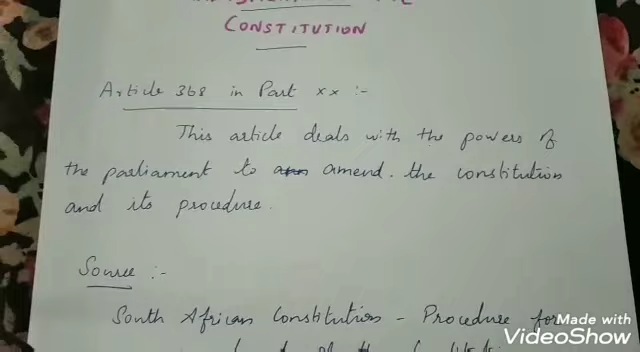 CONSTITUTION
Article 368 in Part xx :-
This article deals with the powers of
the parliament to amend. the constitution
and its procedure.
Source :-
South African Constitution - Procedure for
Made with
VideoShow